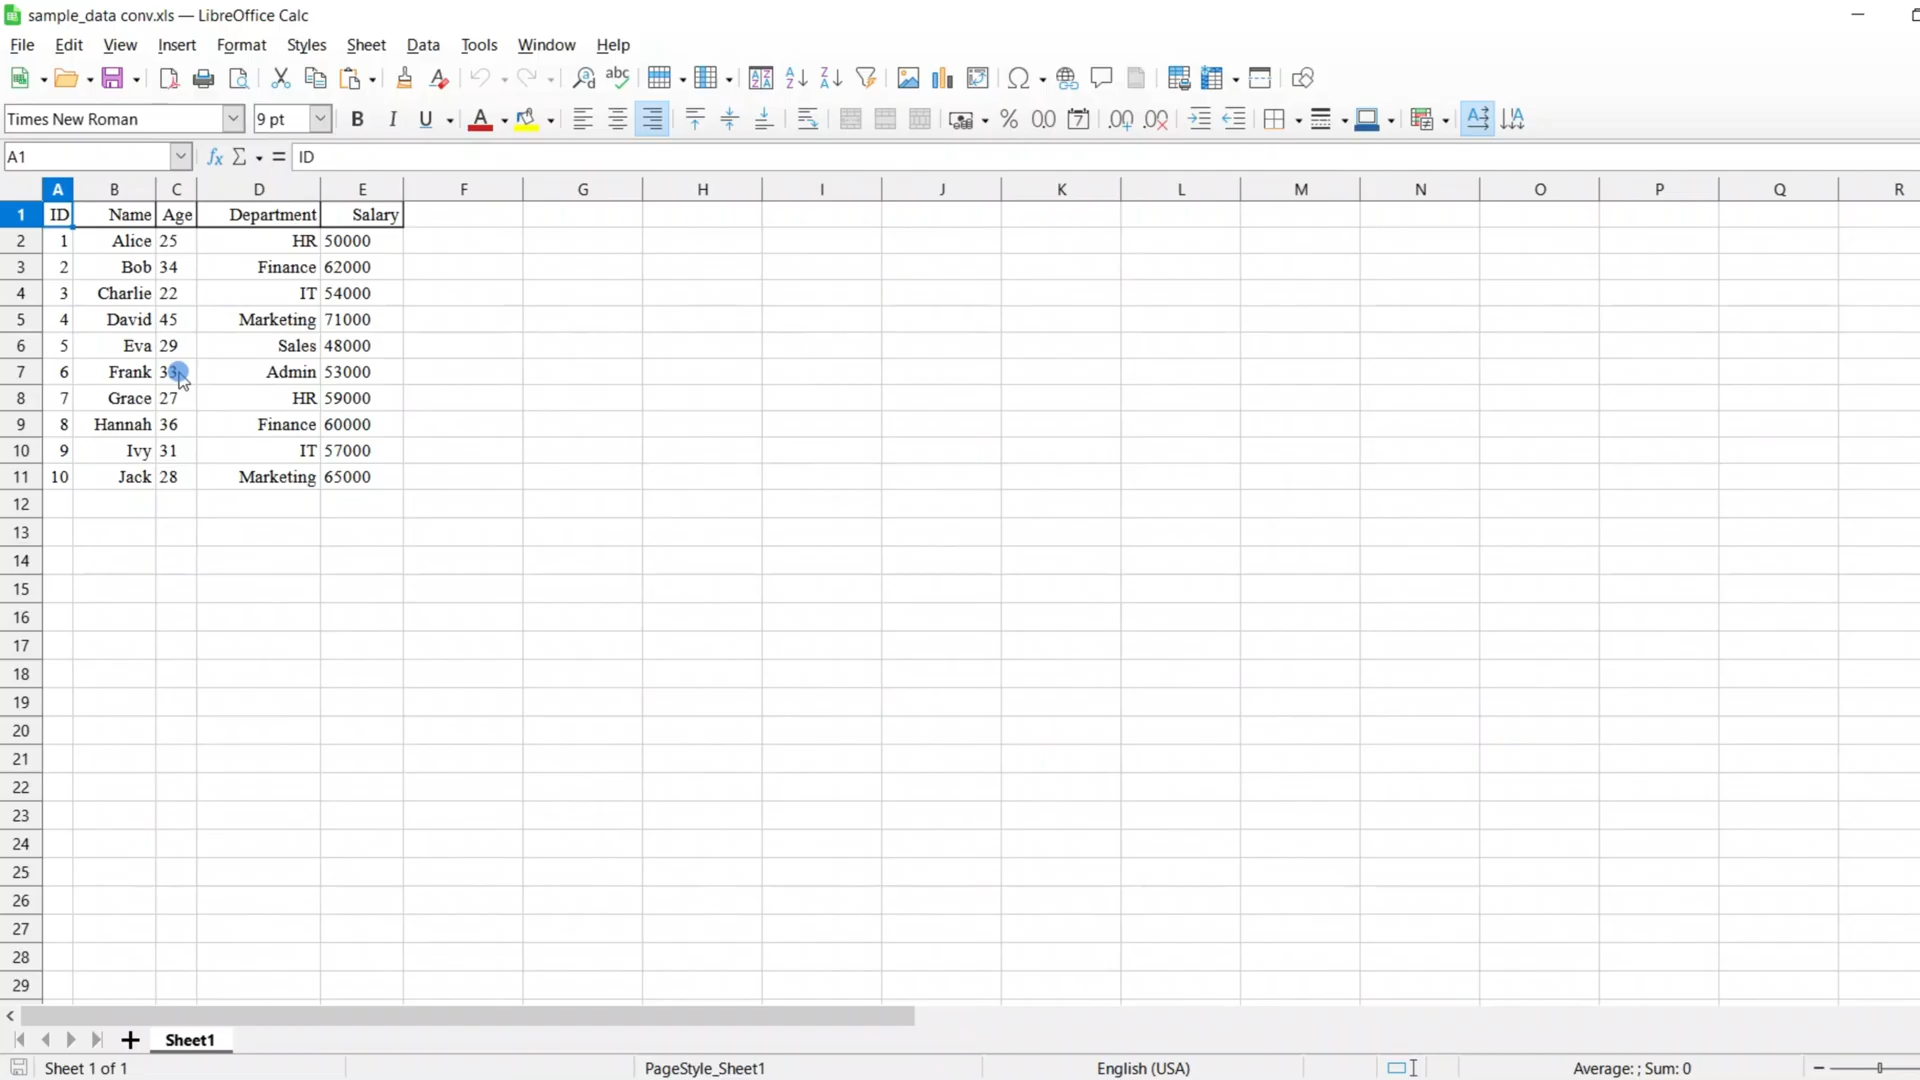 sample_data conv.xls — LibreOffice Calc
File Edit View Insert Format Styles Sheet Data Tools Window Help
Times New Roman 9 pt B I U A
A1 fx Σ = ID
A B C D E F G H I J K L M N O P Q R
1 ID Name Age Department Salary
2 1 Alice 25 HR 50000
3 2 Bob 34 Finance 62000
4 3 Charlie 22 IT 54000
5 4 David 45 Marketing 71000
6 5 Eva 29 Sales 48000
7 6 Frank 33 Admin 53000
8 7 Grace 27 HR 59000
9 8 Hannah 36 Finance 60000
10 9 Ivy 31 IT 57000
11 10 Jack 28 Marketing 65000
12
13
14
15
16
17
18
19
20
21
22
23
24
25
26
27
28
29
Sheet1
Sheet 1 of 1 PageStyle_Sheet1 English (USA) Average: ; Sum: 0